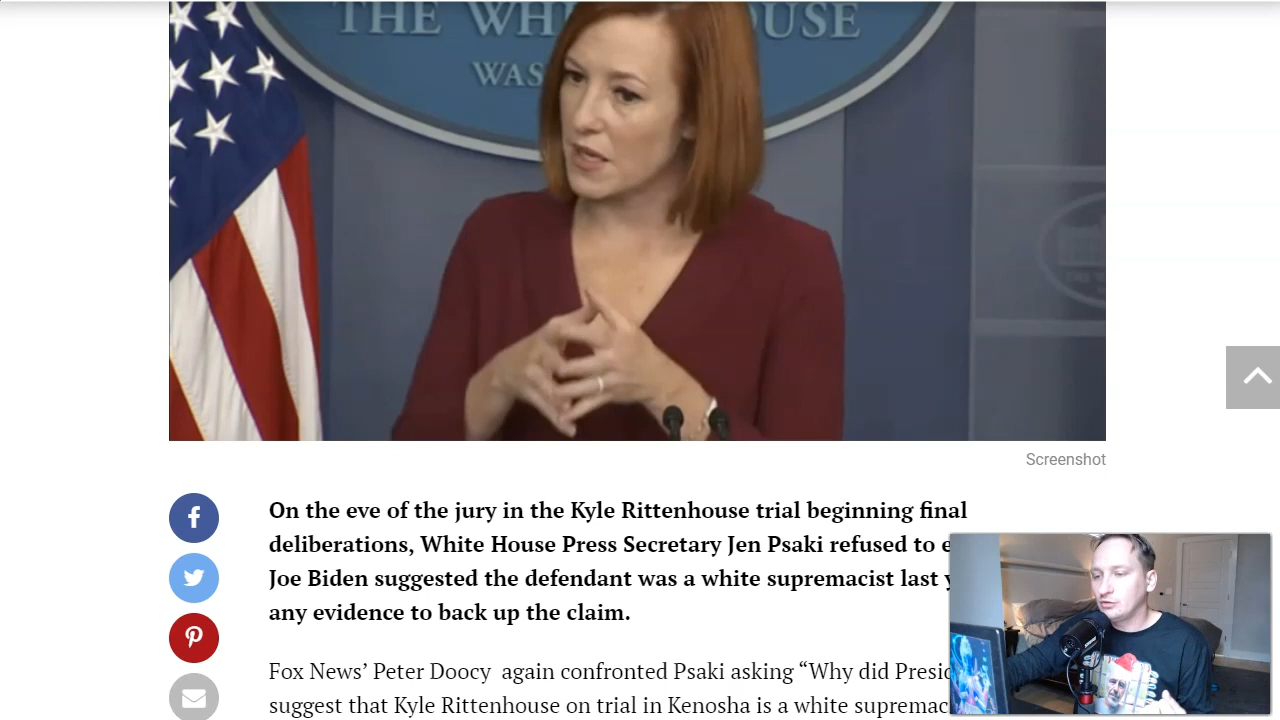 THE WH OUSE
WAS
Screenshot
On the eve of the jury in the Kyle Rittenhouse trial beginning final
deliberations, White House Press Secretary Jen Psaki refused to e
Joe Biden suggested the defendant was a white supremacist last y
any evidence to back up the claim.
Fox News’ Peter Doocy again confronted Psaki asking “Why did Presid
suggest that Kyle Rittenhouse on trial in Kenosha is a white supremac